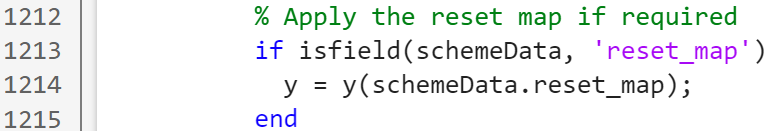 1212 % Apply the reset map if required
1213 if isfield(schemeData, 'reset_map')
1214 y = y(schemeData.reset_map);
1215 end